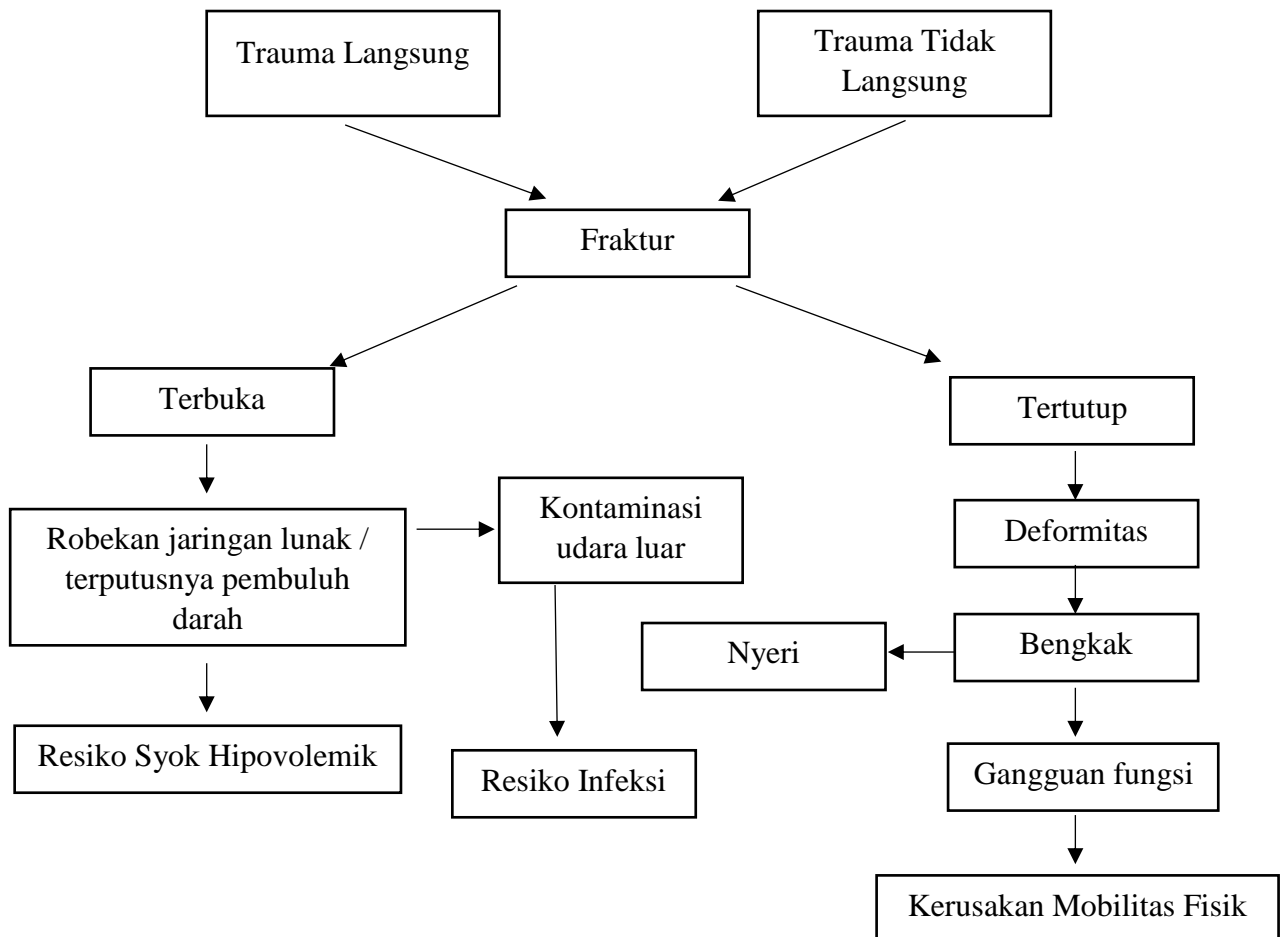 Trauma Langsung
Trauma Tidak
Langsung
Fraktur
Terbuka
Tertutup
Robekan jaringan lunak /
terputusnya pembuluh
darah
Kontaminasi
udara luar
Deformitas
Nyeri
Bengkak
Resiko Syok Hipovolemik
Resiko Infeksi
Gangguan fungsi
Kerusakan Mobilitas Fisik